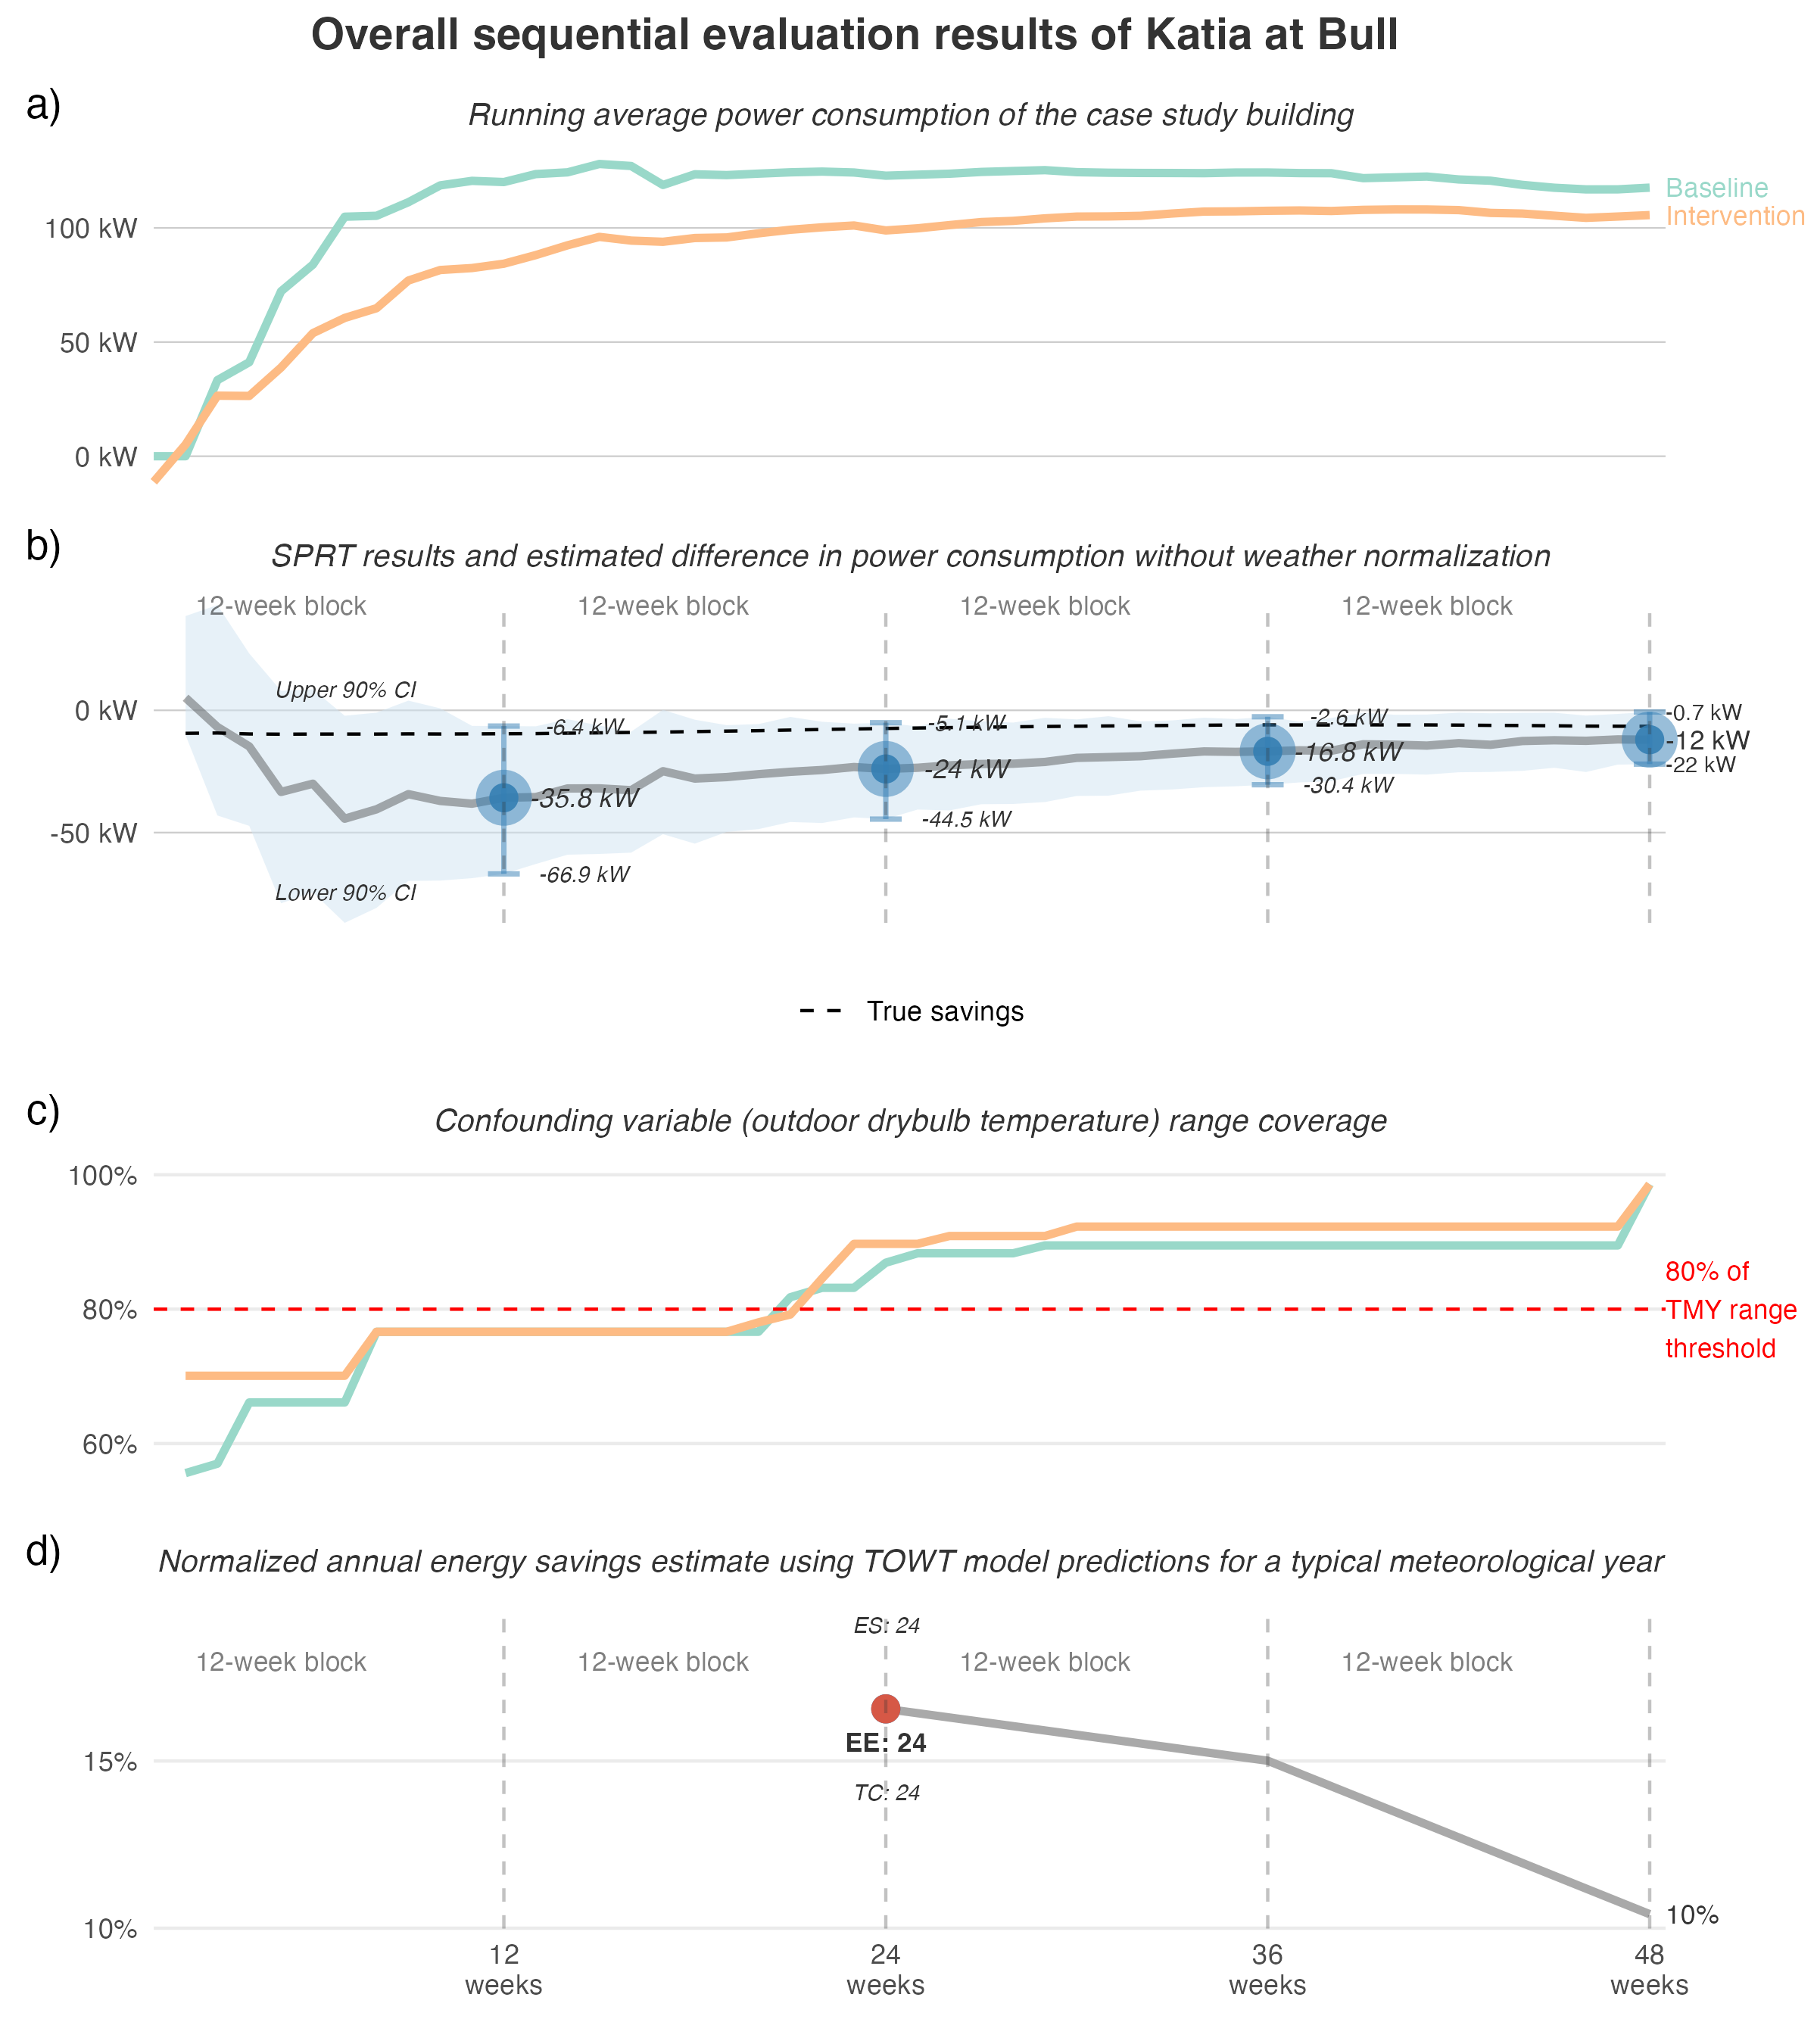 Overall sequential evaluation results of Katia at Bull
a)
Running average power consumption of the case study building
100 kW
50 kW
0 kW
Baseline
Intervention
b)
SPRT results and estimated difference in power consumption without weather normalization
12-week block
12-week block
12-week block
12-week block
0 kW
-50 kW
Upper 90% CI
Lower 90% CI
-6.4 kW
-35.8 kW
-66.9 kW
-5.1 kW
-24 kW
-44.5 kW
-2.6 kW
-16.8 kW
-30.4 kW
-0.7 kW
-12 kW
-22 kW
True savings
c)
Confounding variable (outdoor drybulb temperature) range coverage
100%
80%
60%
80% of
TMY range
threshold
d)
Normalized annual energy savings estimate using TOWT model predictions for a typical meteorological year
12-week block
12-week block
12-week block
12-week block
ES: 24
EE: 24
TC: 24
15%
10%
10%
12
weeks
24
weeks
36
weeks
48
weeks